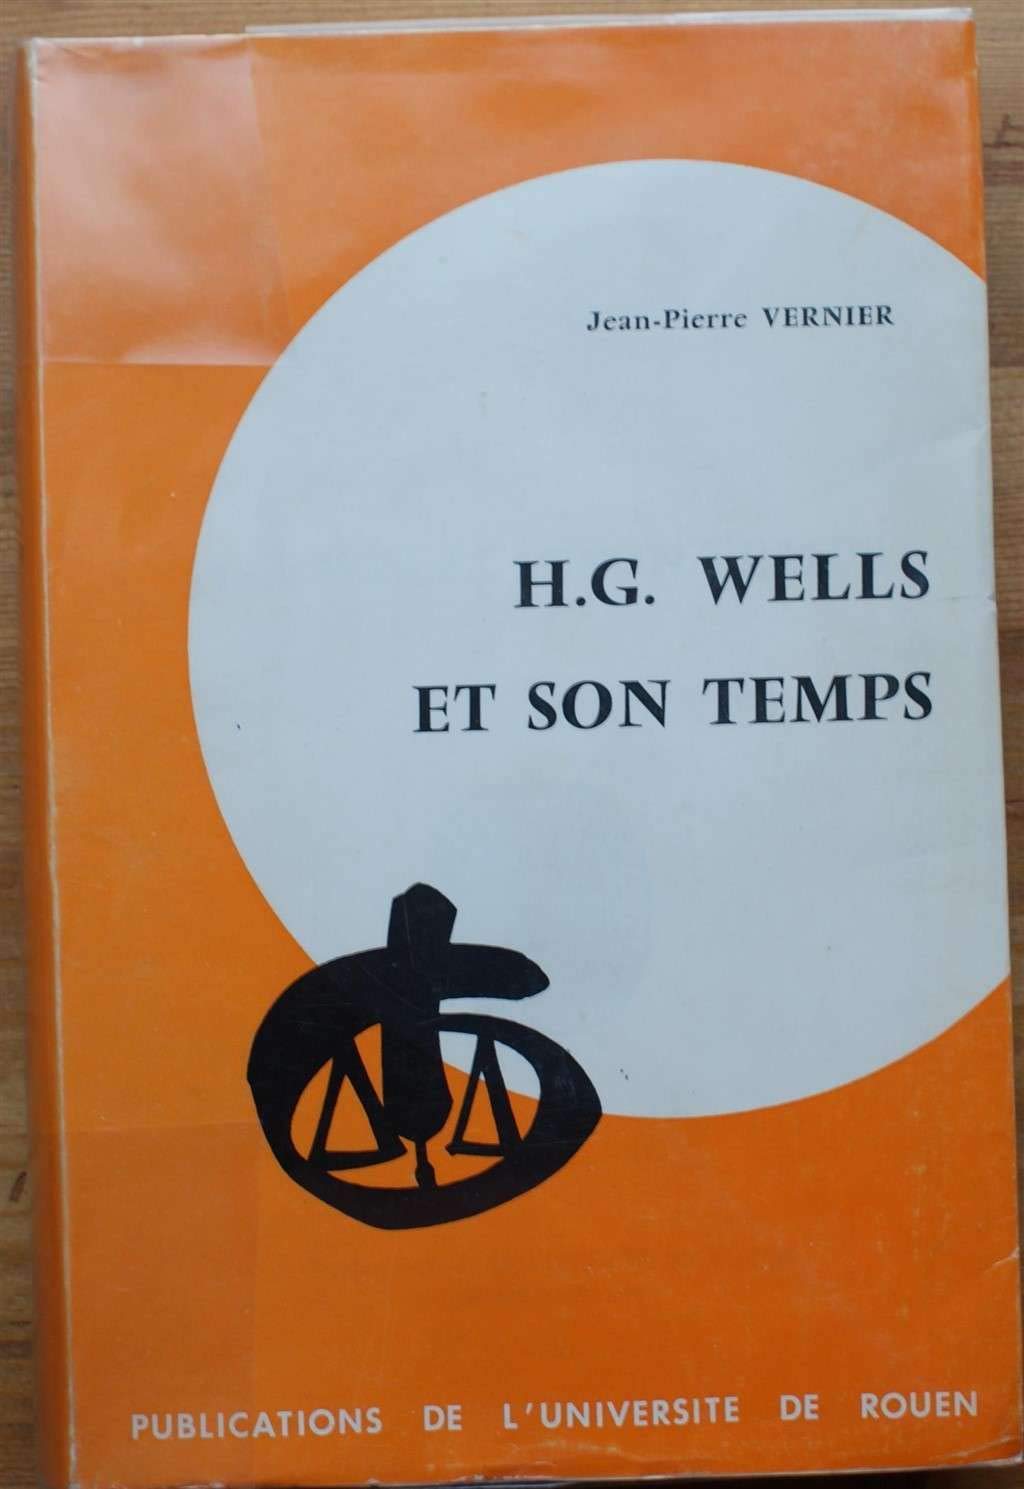 Jean-Pierre VERNIER
H.G. WELLS
ET SON TEMPS
PUBLICATIONS DE L'UNIVERSITE DE ROUEN